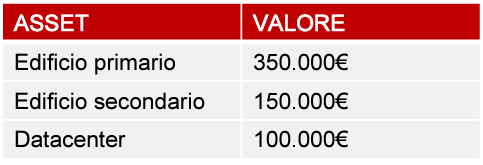 ASSET VALORE
Edificio primario 350.000€
Edificio secondario 150.000€
Datacenter 100.000€